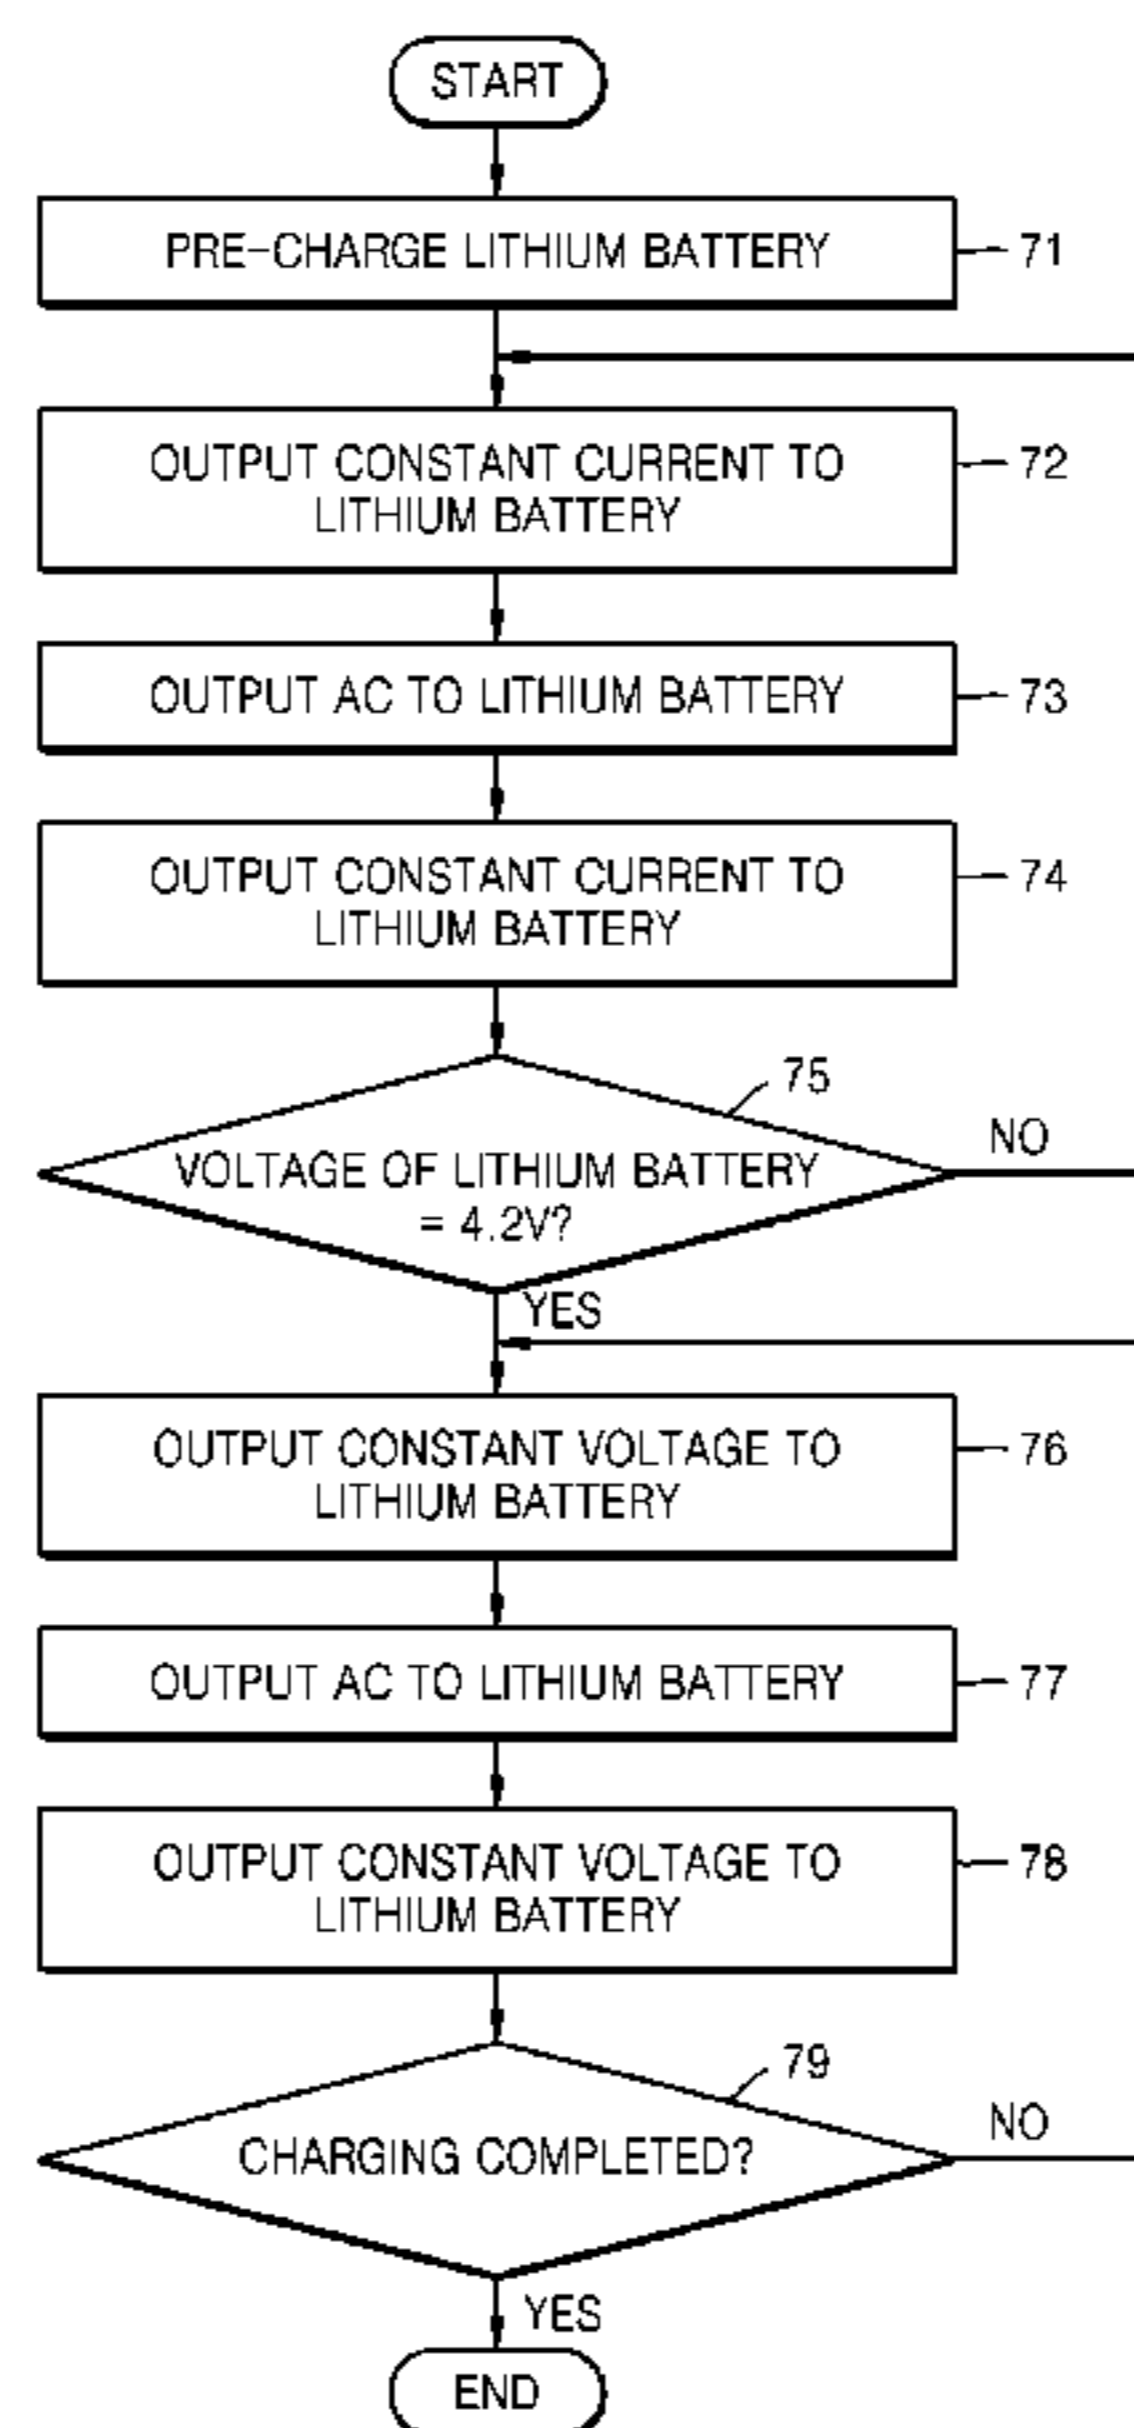 START
PRE-CHARGE LITHIUM BATTERY
71
OUTPUT CONSTANT CURRENT TO
LITHIUM BATTERY
72
OUTPUT AC TO LITHIUM BATTERY
73
OUTPUT CONSTANT CURRENT TO
LITHIUM BATTERY
74
75
VOLTAGE OF LITHIUM BATTERY
= 4.2V?
NO
YES
OUTPUT CONSTANT VOLTAGE TO
LITHIUM BATTERY
76
OUTPUT AC TO LITHIUM BATTERY
77
OUTPUT CONSTANT VOLTAGE TO
LITHIUM BATTERY
78
79
CHARGING COMPLETED?
NO
YES
END